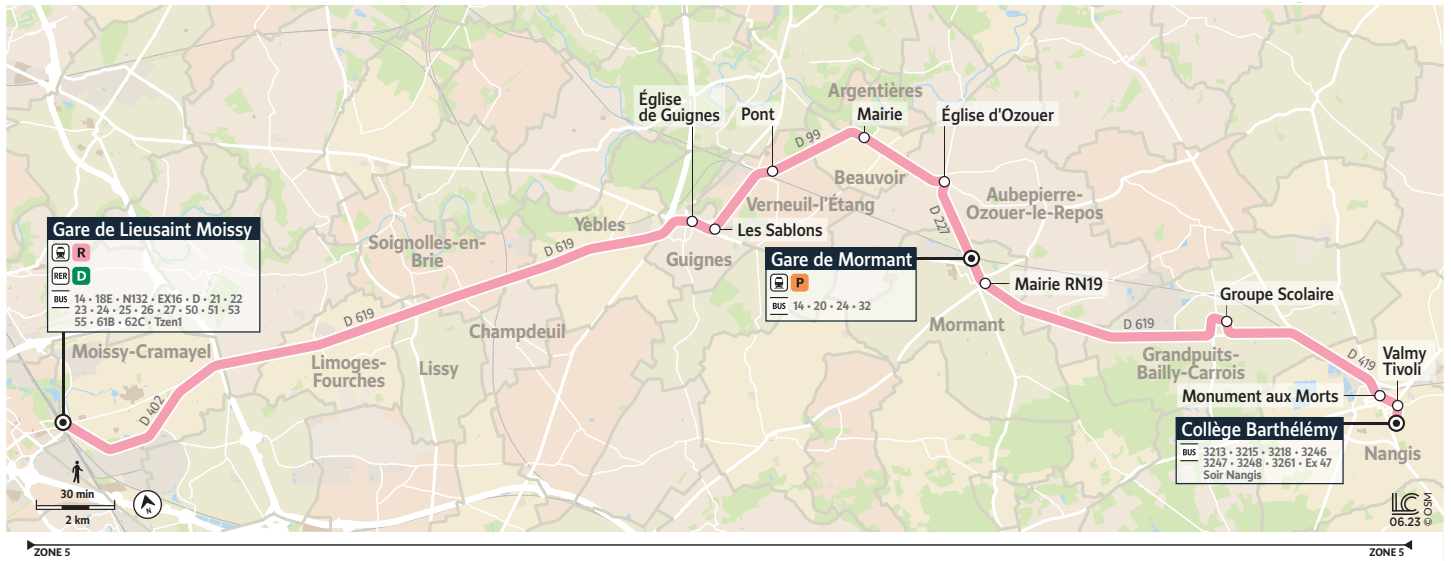 Gare de Lieusaint Moissy
R
RER D
BUS 14 • 18E • N132 • EX16 • D • 21 • 22
23 • 24 • 25 • 26 • 27 • 50 • 51 • 53
55 • 61B • 62C • Tzen1
Moissy-Cramayel
D 402
30 min
2 km
N
Limoges-
Fourches
D 619
Lissy
Soignolles-en-
Brie
Champdeuil
D 619
Yèbles
Église
de Guignes
Guignes
Les Sablons
Pont
Verneuil-l'Étang
D 99
Argentières
Mairie
Beauvoir
Église d'Ozouer
Aubepierre-
Ozouer-le-Repos
D 227
Gare de Mormant
P
BUS 14 • 20 • 24 • 32
Mairie RN19
Mormant
D 619
Groupe Scolaire
Grandpuits-
Bailly-Carrois
D 419
Valmy
Tivoli
Monument aux Morts
Collège Barthélémy
BUS 3213 • 3215 • 3218 • 3246
3247 • 3248 • 3261 • Ex 47
Soir Nangis
Nangis
LC
06.23
© OSM
ZONE 5
ZONE 5